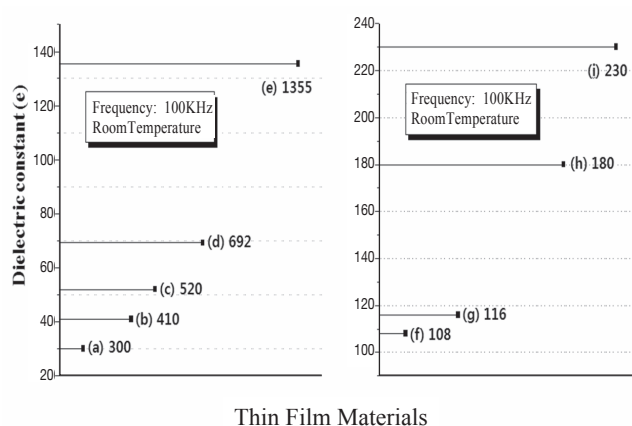 Dielectric constant (e)
140
120
100
80
60
40
20
(e) 1355
Frequency: 100KHz
RoomTemperature
(d) 692
(c) 520
(b) 410
(a) 300
240
220
200
180
160
140
120
100
(i) 230
Frequency: 100KHz
RoomTemperature
(h) 180
(g) 116
(f) 108
Thin Film Materials